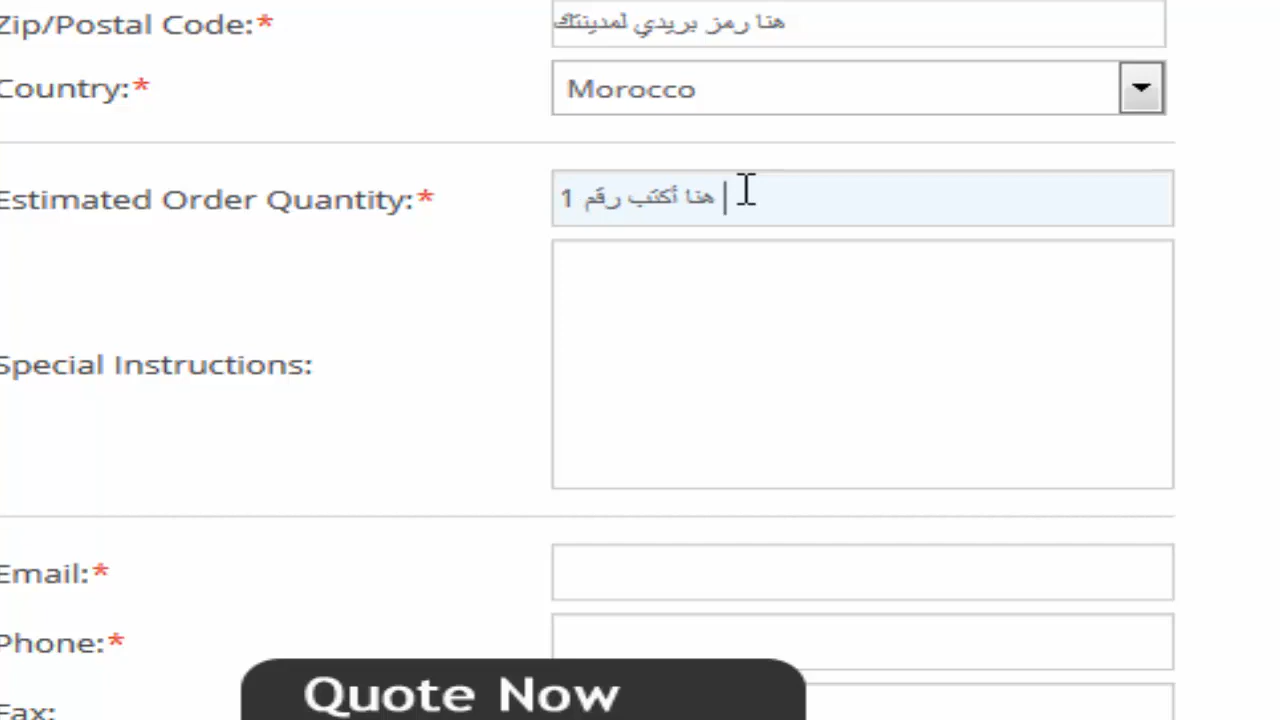 Zip/Postal Code:*
هنا رمز بريدي لمدينتك
Country:*
Morocco
Estimated Order Quantity:*
هنا أكتب رقم 1
Special Instructions:
Email:*
Phone:*
Quote Now
Fax: